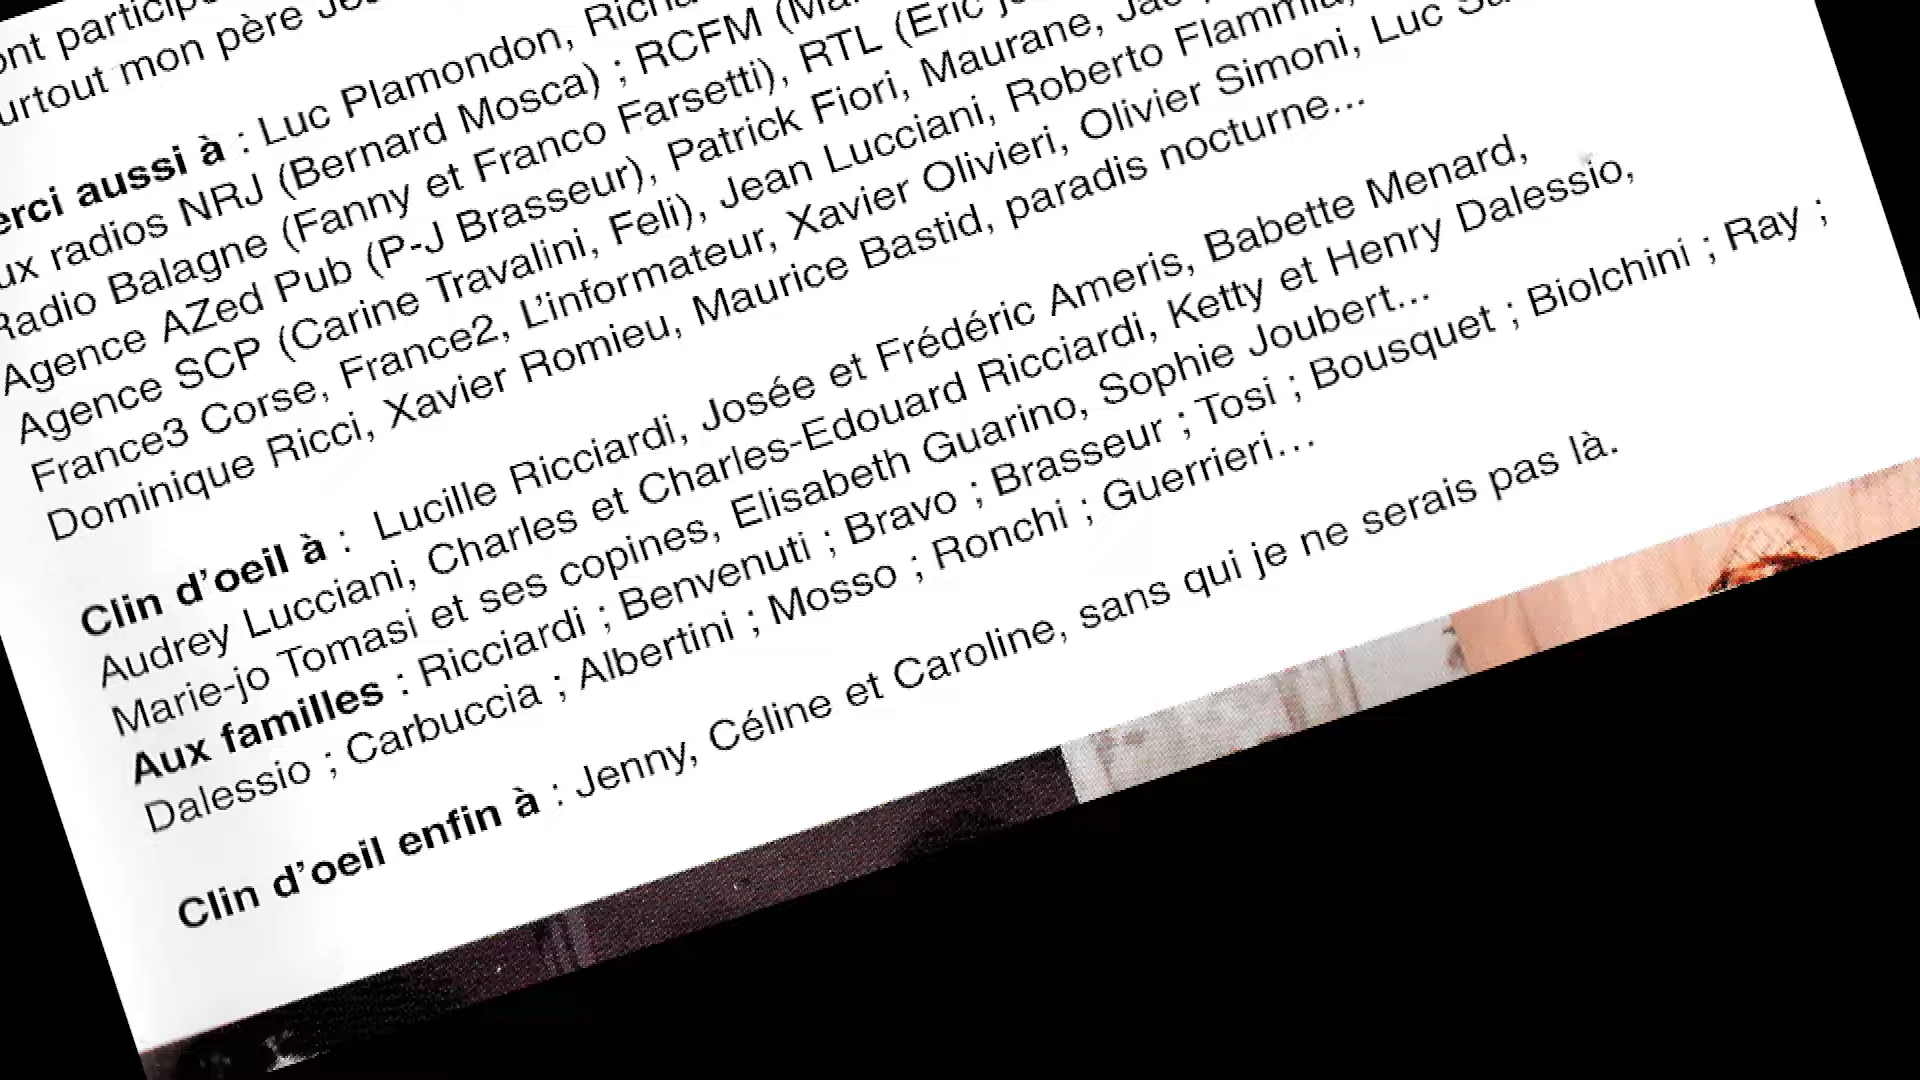 ont particip
urtout mon père
erci aussi à : Luc Plamondon,
ux radios NRJ (Bernard Mosca) ; RCFM
Radio Balagne (Fanny et Franco Farsetti), RTL (Eric
Agence AZed Pub (P-J Brasseur), Patrick Fiori, Maurane,
Agence SCP (Carine Travalini, Feli), Jean Lucciani, Roberto Flammia,
France3 Corse, France2, L'informateur, Xavier Olivieri, Olivier Simoni, Luc
Dominique Ricci, Xavier Romieu, Maurice Bastid, paradis nocturne...
Clin d'oeil à : Lucille Ricciardi, Josée et Frédéric Ameris, Babette Menard,
Audrey Lucciani, Charles et Charles-Edouard Ricciardi, Ketty et Henry Dalessio,
Marie-jo Tomasi et ses copines, Elisabeth Guarino, Sophie Joubert...
Aux familles : Ricciardi ; Benvenuti ; Bravo ; Brasseur ; Tosi ; Bousquet ; Biolchini ; Ray ;
Dalessio ; Carbuccia ; Albertini ; Mosso ; Ronchi ; Guerrieri...
Clin d'oeil enfin à : Jenny, Céline et Caroline, sans qui je ne serais pas là.